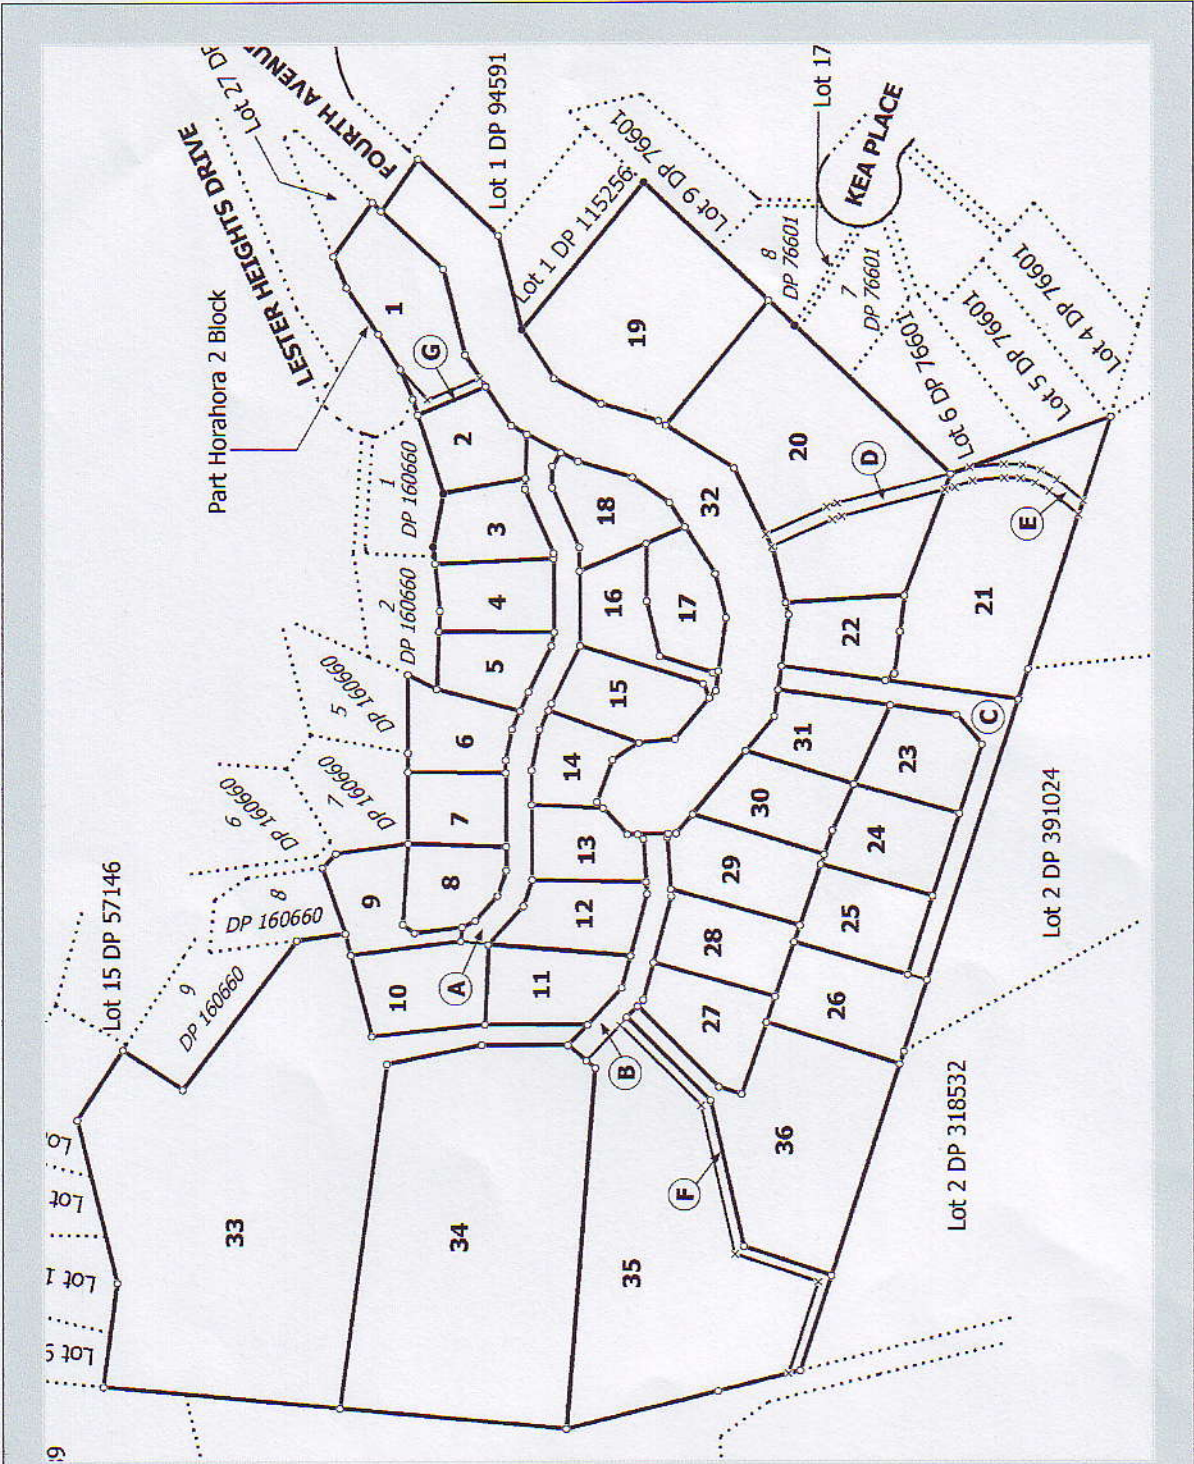 Lot 15 DP 57146
9
DP 160660
8
DP 160660
6
DP 160660
7
DP 160660
5
DP 160660
2
DP 160660
1
DP 160660
Part Horahora 2 Block
LESTER HEIGHTS DRIVE
Lot 27
FOURTH AVENUE
Lot 1 DP 94591
Lot 1 DP 115256
Lot 9 DP 76601
8
DP 76601
Lot 17
KEA PLACE
7
DP 76601
Lot 6 DP 76601
Lot 5 DP 76601
Lot 4 DP 76601
Lot 2 DP 391024
Lot 2 DP 318532
Lot 9
Lot 1
Lot
33
34
35
36
10
9
8
7
6
5
4
3
2
1
11
12
13
14
15
16
17
18
19
20
21
22
23
24
25
26
27
28
29
30
31
32
A
B
C
D
E
F
G